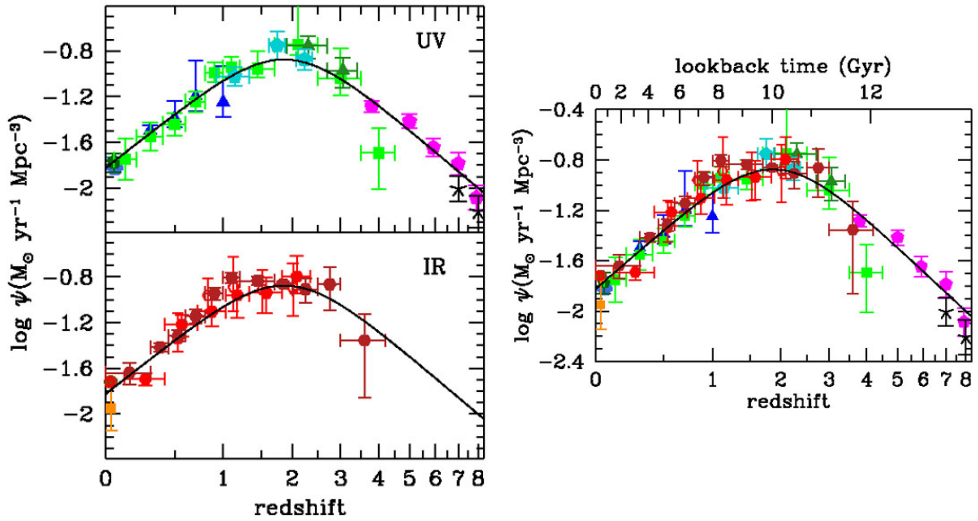 UV
-0.8
-1.2
-1.6
-2
IR
-0.8
-1.2
-1.6
-2
log ψ(M⊙ yr⁻¹ Mpc⁻³)
0 1 2 3 4 5 6 7 8
redshift
lookback time (Gyr)
0 2 4 6 8 10 12
-0.4
-0.8
-1.2
-1.6
-2
-2.4
log ψ(M⊙ yr⁻¹ Mpc⁻³)
0 1 2 3 4 5 6 7 8
redshift